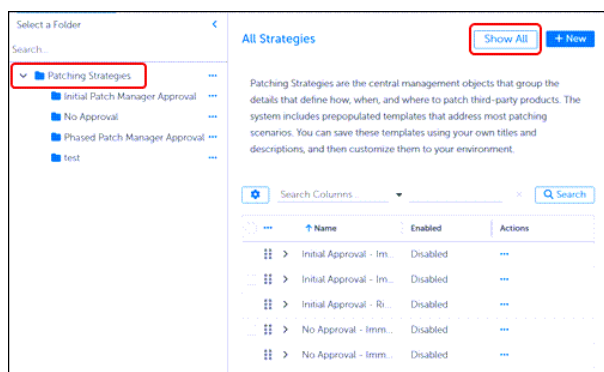 Select a Folder
Search...
Patching Strategies
Initial Patch Manager Approval
No Approval
Phased Patch Manager Approval
test
All Strategies
Show All
+ New
Patching Strategies are the central management objects that group the
details that define how, when, and where to patch third-party products. The
system includes prepopulated templates that address most patching
scenarios. You can save these templates using your own titles and
descriptions, and then customize them to your environment.
Search Columns...
Search
Name Enabled Actions
Initial Approval - Im... Disabled
Initial Approval - Im... Disabled
Initial Approval - Ri... Disabled
No Approval - Imm... Disabled
No Approval - Imm... Disabled